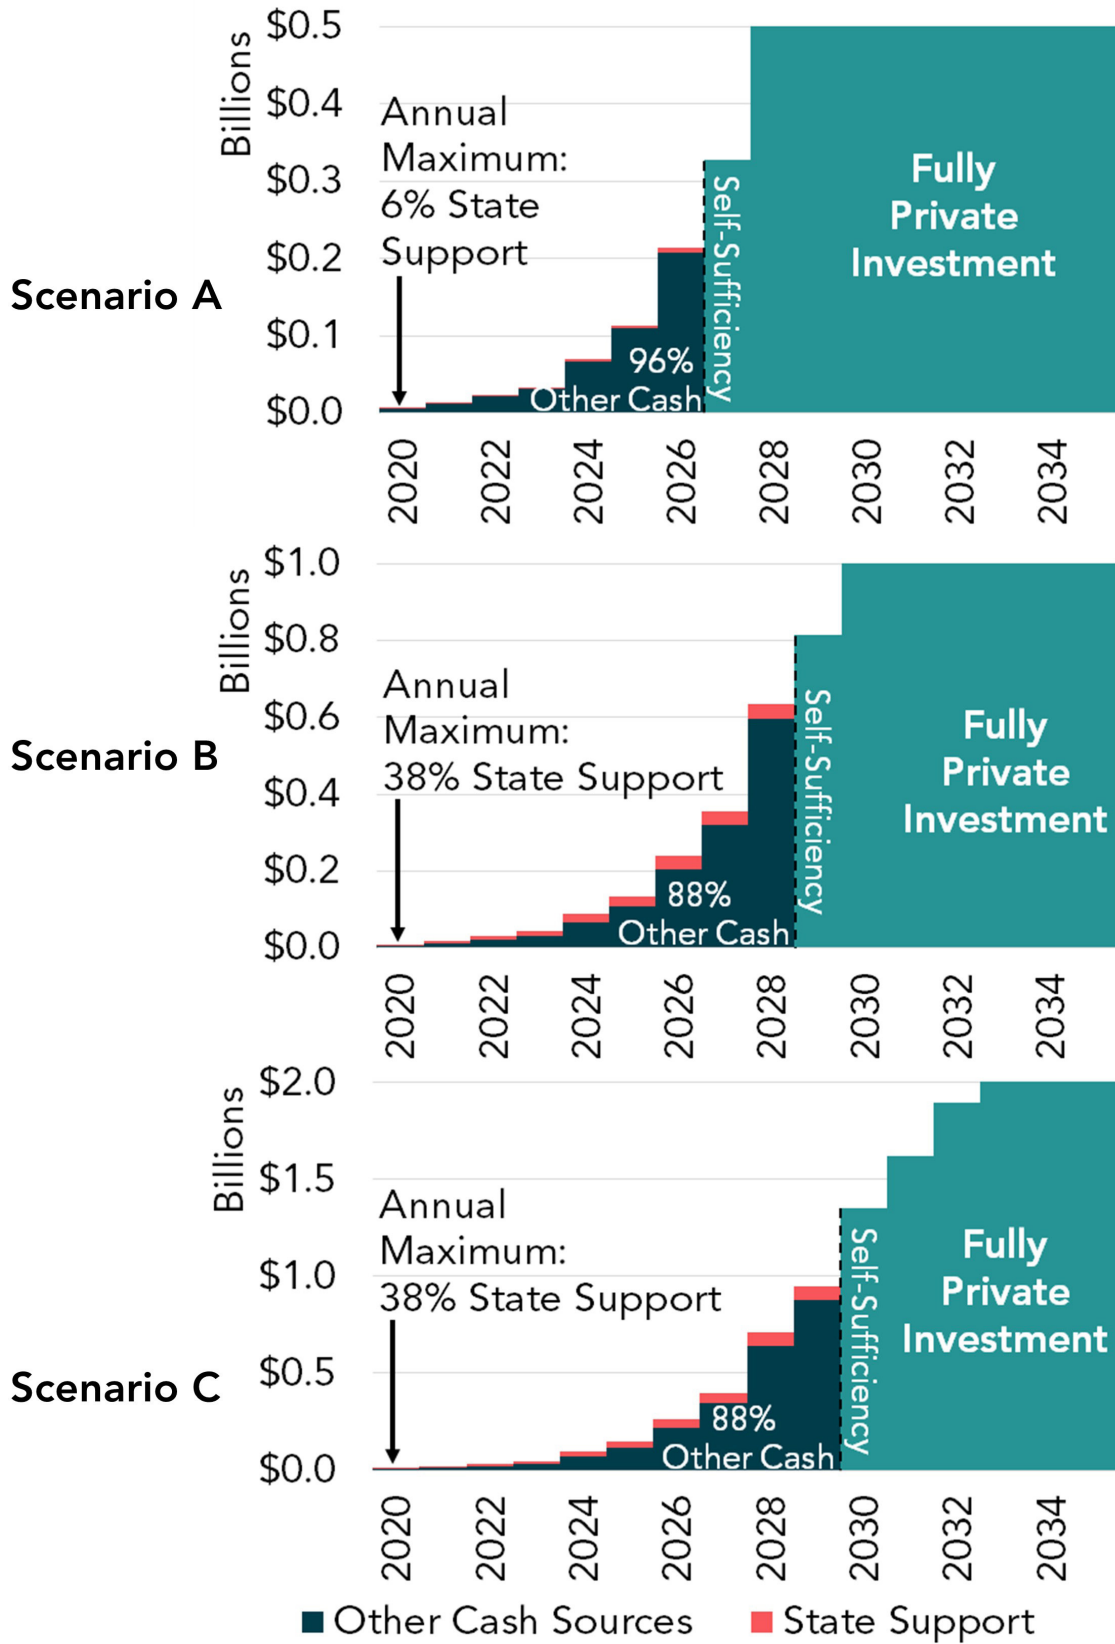 Scenario A
Billions
$0.5
$0.4
$0.3
$0.2
$0.1
$0.0
Annual
Maximum:
6% State
Support
96%
Other Cash
Self-Sufficiency
Fully
Private
Investment
2020
2022
2024
2026
2028
2030
2032
2034
Scenario B
Billions
$1.0
$0.8
$0.6
$0.4
$0.2
$0.0
Annual
Maximum:
38% State Support
88%
Other Cash
Self-Sufficiency
Fully
Private
Investment
2020
2022
2024
2026
2028
2030
2032
2034
Scenario C
Billions
$2.0
$1.5
$1.0
$0.5
$0.0
Annual
Maximum:
38% State Support
88%
Other Cash
Self-Sufficiency
Fully
Private
Investment
2020
2022
2024
2026
2028
2030
2032
2034
Other Cash Sources
State Support